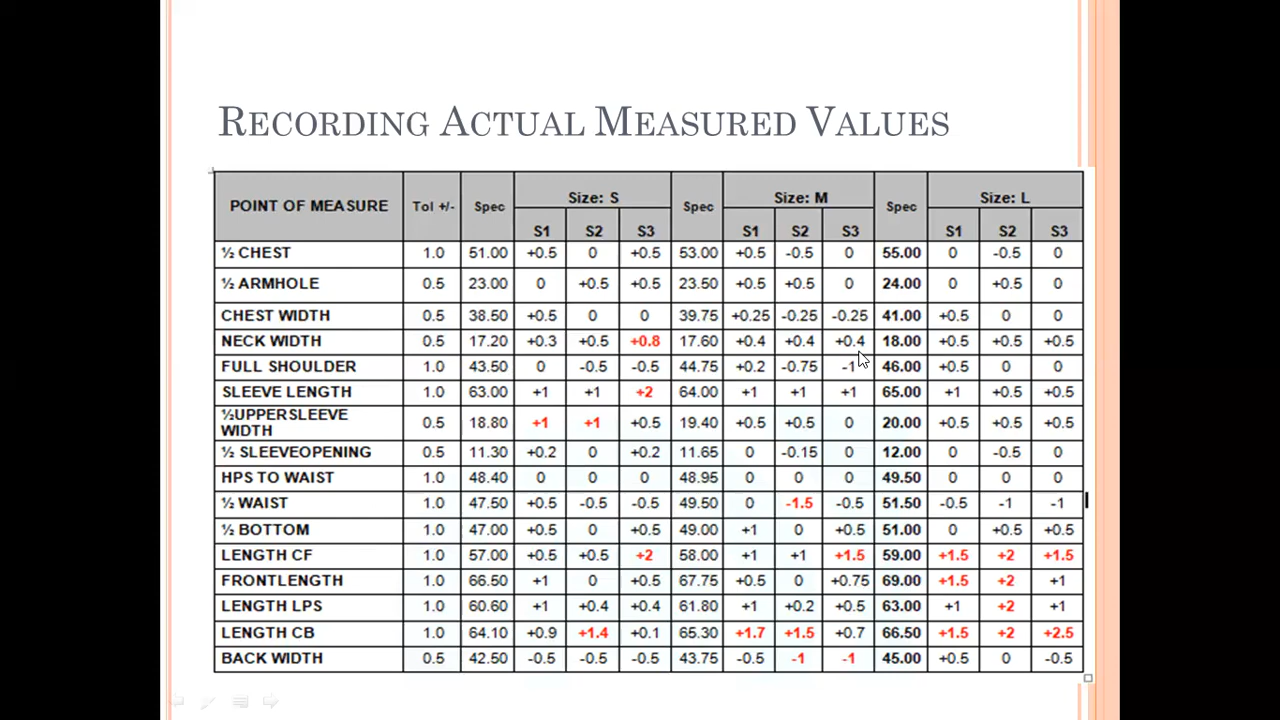 RECORDING ACTUAL MEASURED VALUES
POINT OF MEASURE Tol +/- Spec Size: S Spec Size: M Spec Size: L
S1 S2 S3 S1 S2 S3 S1 S2 S3
½ CHEST 1.0 51.00 +0.5 0 +0.5 53.00 +0.5 -0.5 0 55.00 0 -0.5 0
½ ARMHOLE 0.5 23.00 0 +0.5 +0.5 23.50 +0.5 +0.5 0 24.00 0 +0.5 0
CHEST WIDTH 0.5 38.50 +0.5 0 0 39.75 +0.25 -0.25 -0.25 41.00 +0.5 0 0
NECK WIDTH 0.5 17.20 +0.3 +0.5 +0.8 17.60 +0.4 +0.4 +0.4 18.00 +0.5 +0.5 +0.5
FULL SHOULDER 1.0 43.50 0 -0.5 -0.5 44.75 +0.2 -0.75 -1 46.00 +0.5 0 0
SLEEVE LENGTH 1.0 63.00 +1 +1 +2 64.00 +1 +1 +1 65.00 +1 +0.5 +0.5
½UPPERSLEEVE
WIDTH 0.5 18.80 +1 +1 +0.5 19.40 +0.5 +0.5 0 20.00 +0.5 +0.5 +0.5
½ SLEEVEOPENING 0.5 11.30 +0.2 0 +0.2 11.65 0 -0.15 0 12.00 0 -0.5 0
HPS TO WAIST 1.0 48.40 0 0 0 48.95 0 0 0 49.50 0 0 0
½ WAIST 1.0 47.50 +0.5 -0.5 -0.5 49.50 0 -1.5 -0.5 51.50 -0.5 -1 -1
½ BOTTOM 1.0 47.00 +0.5 0 +0.5 49.00 +1 0 +0.5 51.00 0 +0.5 +0.5
LENGTH CF 1.0 57.00 +0.5 +0.5 +2 58.00 +1 +1 +1.5 59.00 +1.5 +2 +1.5
FRONTLENGTH 1.0 66.50 +1 0 +0.5 67.75 +0.5 0 +0.75 69.00 +1.5 +2 +1
LENGTH LPS 1.0 60.60 +1 +0.4 +0.4 61.80 +1 +0.2 +0.5 63.00 +1 +2 +1
LENGTH CB 1.0 64.10 +0.9 +1.4 +0.1 65.30 +1.7 +1.5 +0.7 66.50 +1.5 +2 +2.5
BACK WIDTH 0.5 42.50 -0.5 -0.5 -0.5 43.75 -0.5 -1 -1 45.00 +0.5 0 -0.5